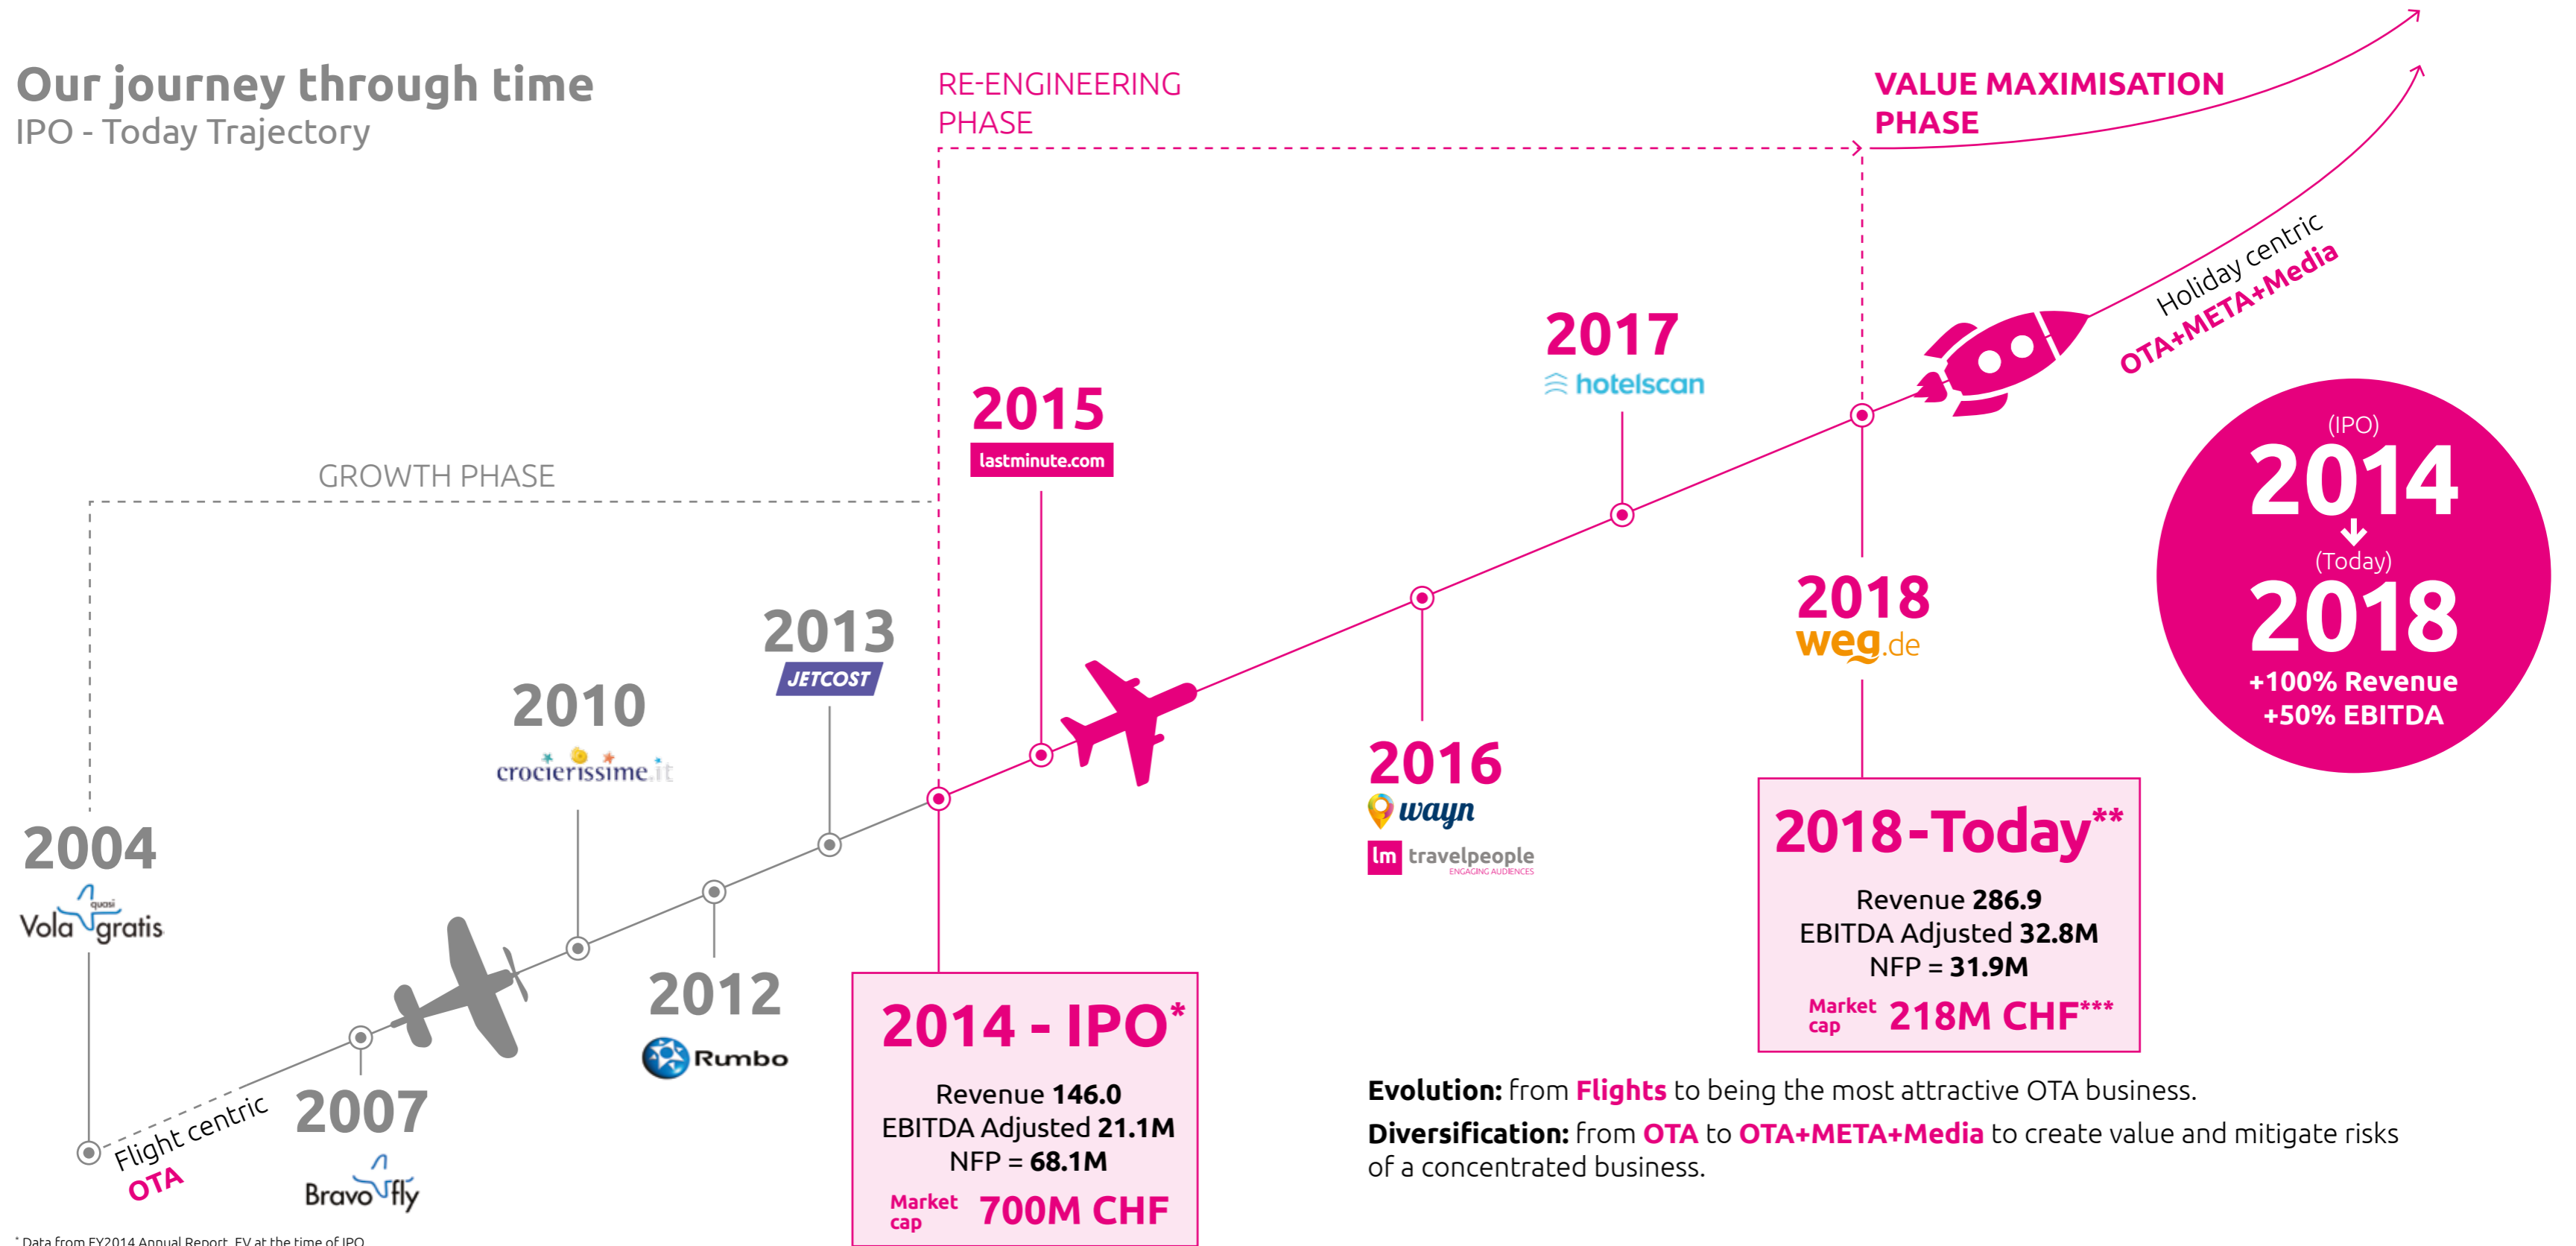 Our journey through time
IPO - Today Trajectory
RE-ENGINEERING
PHASE
VALUE MAXIMISATION
PHASE
GROWTH PHASE
2004
quasi
Vola gratis
Flight centric
OTA
2007
Bravofly
2010
crocierissime.it
2012
Rumbo
2013
JETCOST
2014 - IPO*
Revenue 146.0
EBITDA Adjusted 21.1M
NFP = 68.1M
Market
cap
700M CHF
2015
lastminute.com
2016
wayn
lm travelpeople
ENGAGING AUDIENCES
2017
hotelscan
2018
weg.de
2018-Today**
Revenue 286.9
EBITDA Adjusted 32.8M
NFP = 31.9M
Market
cap
218M CHF***
Holiday centric
OTA+META+Media
(IPO)
2014
(Today)
2018
+100% Revenue
+50% EBITDA
Evolution: from Flights to being the most attractive OTA business.
Diversification: from OTA to OTA+META+Media to create value and mitigate risks
of a concentrated business.
* Data from FY2014 Annual Report, EV at the time of IPO